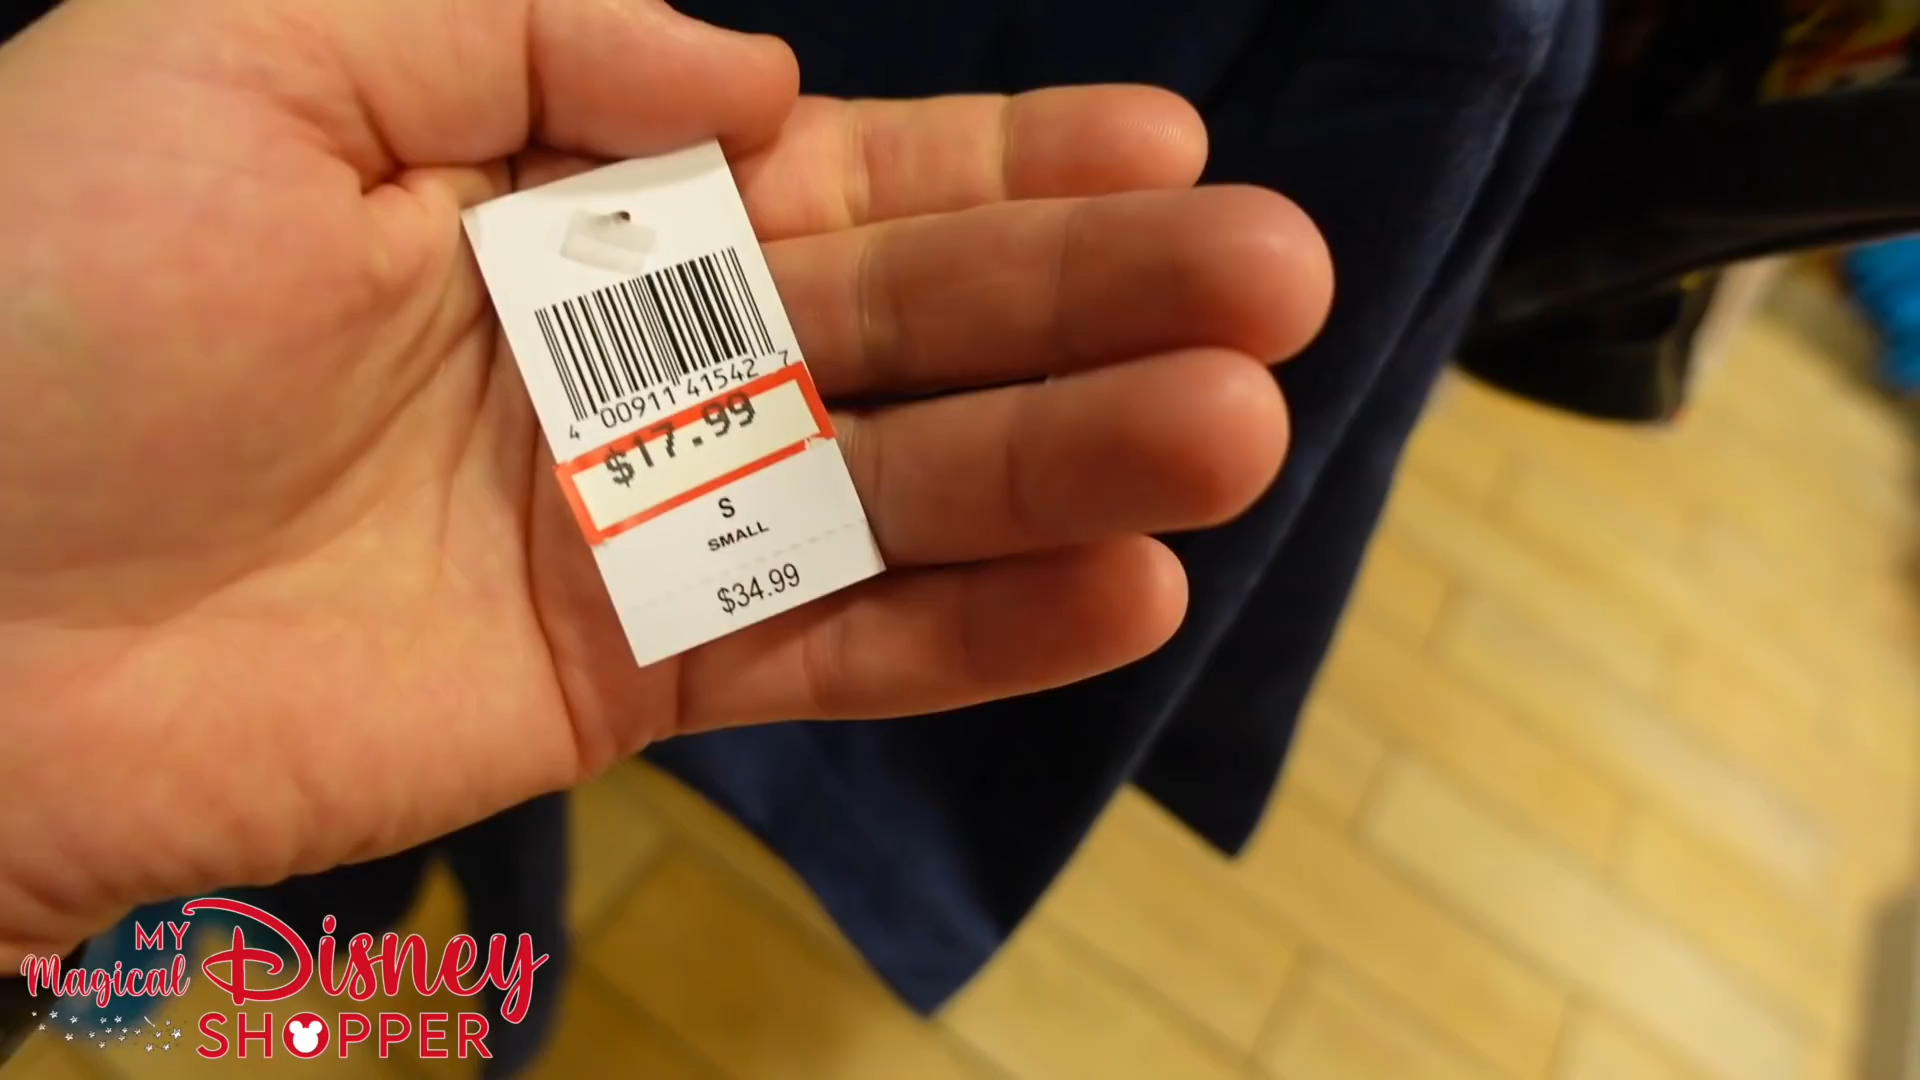 4 00911 41542 7
$17.99
S
SMALL
$34.99
MY
Magical Disney
SHOPPER